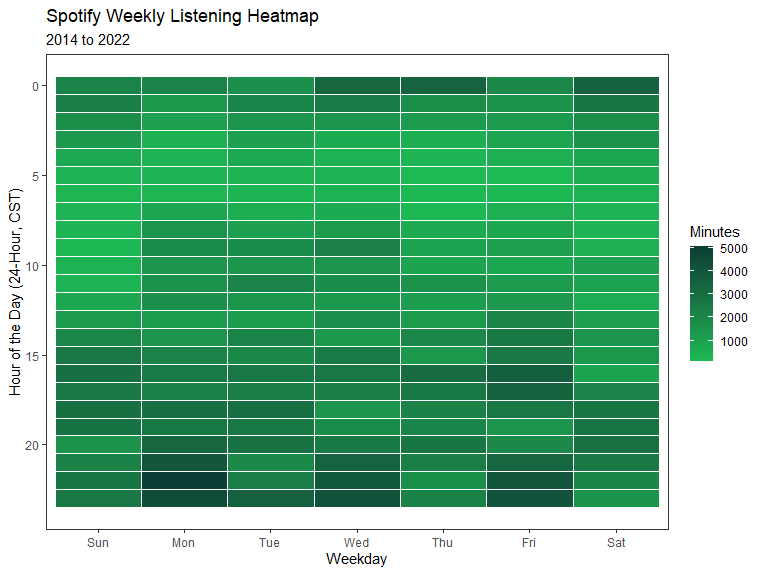 Spotify Weekly Listening Heatmap
2014 to 2022
Hour of the Day (24-Hour, CST)
0
5
10
15
20
Sun Mon Tue Wed Thu Fri Sat
Weekday
Minutes
5000
4000
3000
2000
1000